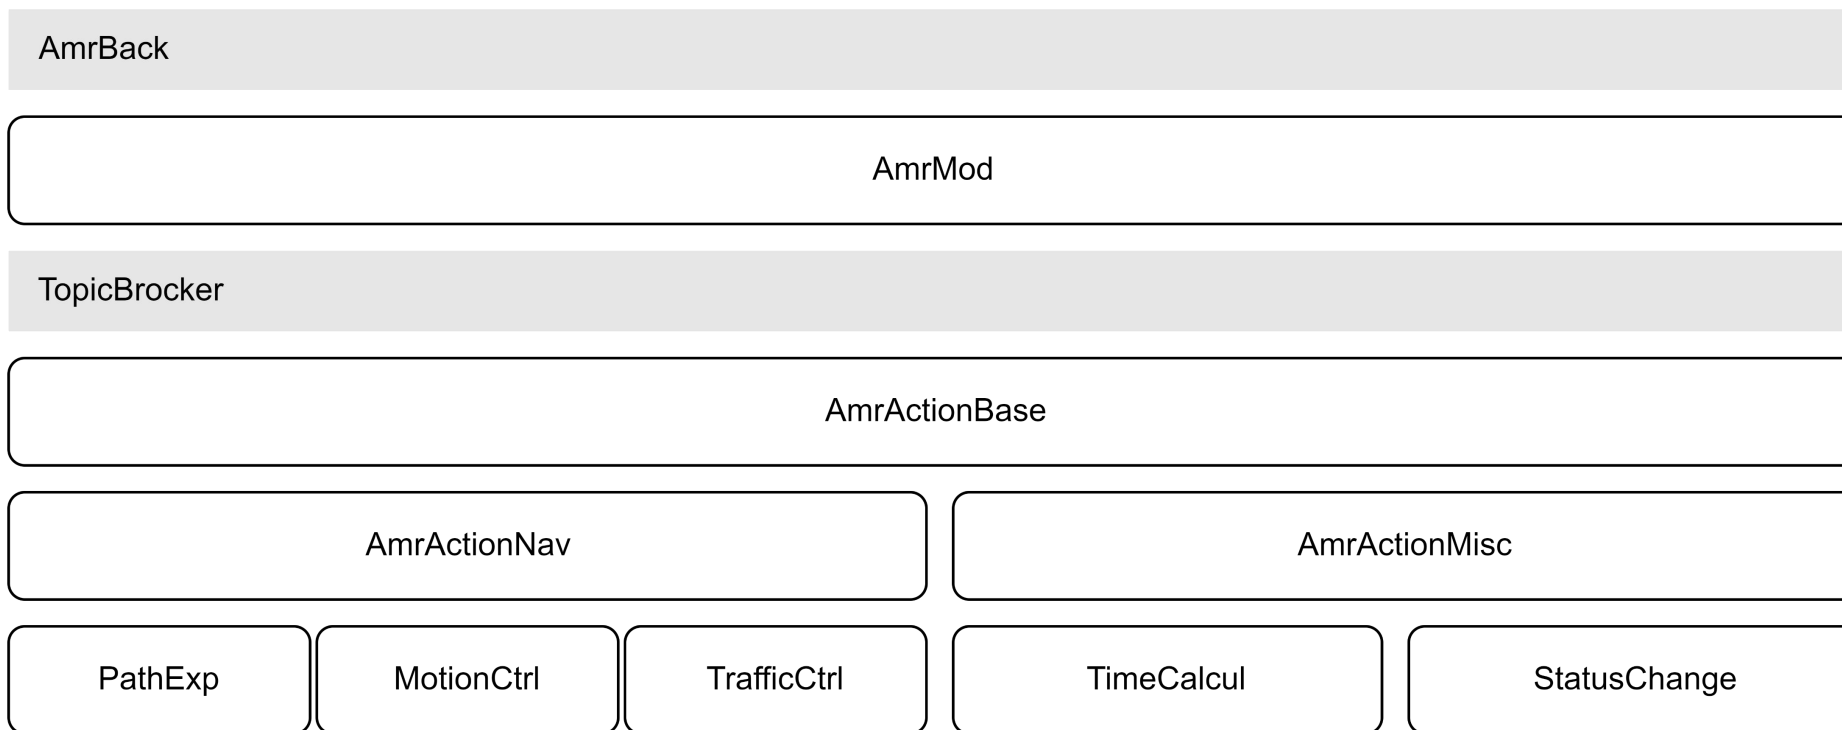 AmrBack
AmrMod
TopicBrocker
AmrActionBase
AmrActionNav
AmrActionMisc
PathExp
MotionCtrl
TrafficCtrl
TimeCalcul
StatusChange